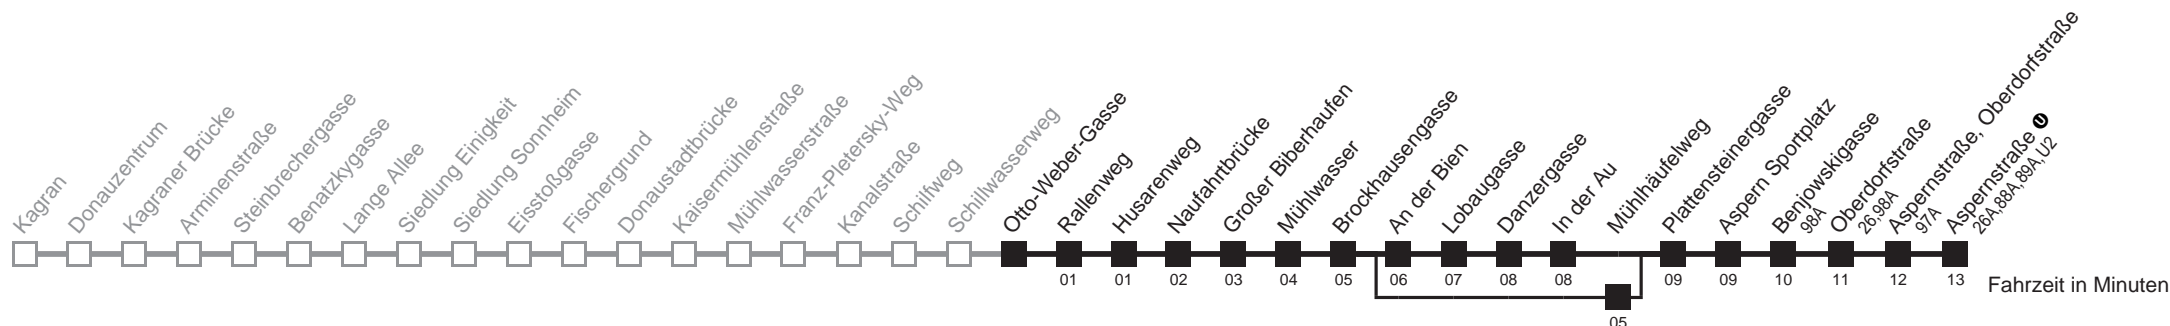 Kagran
Donauzentrum
Kagraner Brücke
Arminenstraße
Steinbrechergasse
Benatzkygasse
Lange Allee
Siedlung Einigkeit
Siedlung Sonnheim
Eisstoßgasse
Fischergrund
Donaustadtbrücke
Kaisermühlenstraße
Mühlwasserstraße
Franz-Pletersky-Weg
Kanalstraße
Schilfweg
Schillwasserweg
Otto-Weber-Gasse
Rallenweg
Husarenweg
Naufahrtbrücke
Großer Biberhaufen
Mühlwasser
Brockhausengasse
An der Bien
Lobaugasse
Danzergasse
In der Au
Mühlhäufelweg
Plattensteinergasse
Aspern Sportplatz
Benjowskigasse
98A
Oberdorfstraße
26,98A
Aspernstraße, Oberdorfstraße
97A
Aspernstraße U
26A,88A,89A,U2
01 01 02 03 04 05 06 07 08 08 09 09 10 11 12 13
Fahrzeit in Minuten
05